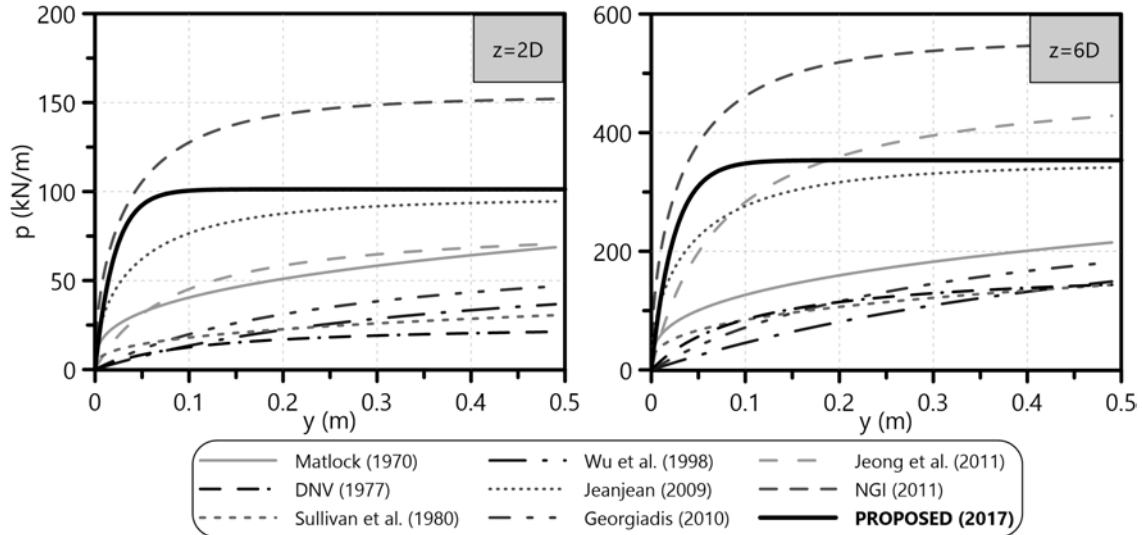 200
z=2D
150
100
50
0
p (kN/m)
0 0.1 0.2 0.3 0.4 0.5
y (m)
600
z=6D
400
200
0
0 0.1 0.2 0.3 0.4 0.5
y (m)
Matlock (1970)
Wu et al. (1998)
Jeong et al. (2011)
DNV (1977)
Jeanjean (2009)
NGI (2011)
Sullivan et al. (1980)
Georgiadis (2010)
PROPOSED (2017)